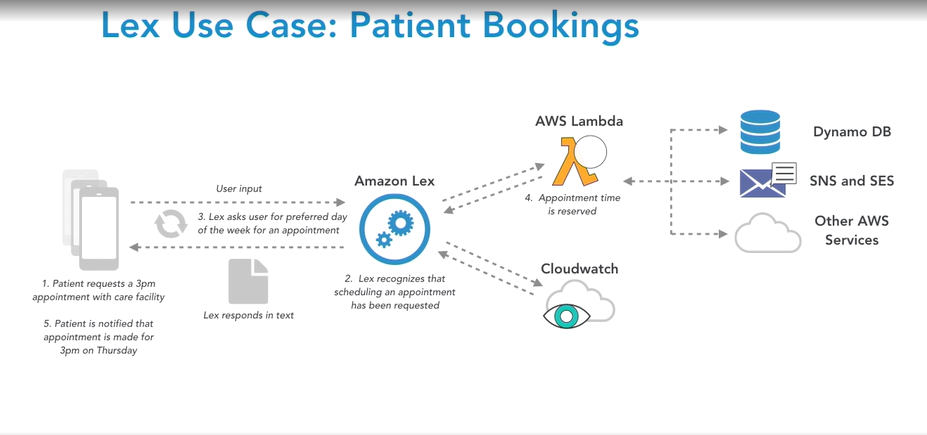 Lex Use Case: Patient Bookings
AWS Lambda
Dynamo DB
Amazon Lex
SNS and SES
User input
3. Lex asks user for preferred day
of the week for an appointment
4. Appointment time
is reserved
Other AWS
Services
Cloudwatch
1. Patient requests a 3pm
appointment with care facility
2. Lex recognizes that
scheduling an appointment
has been requested
Lex responds in text
5. Patient is notified that
appointment is made for
3pm on Thursday